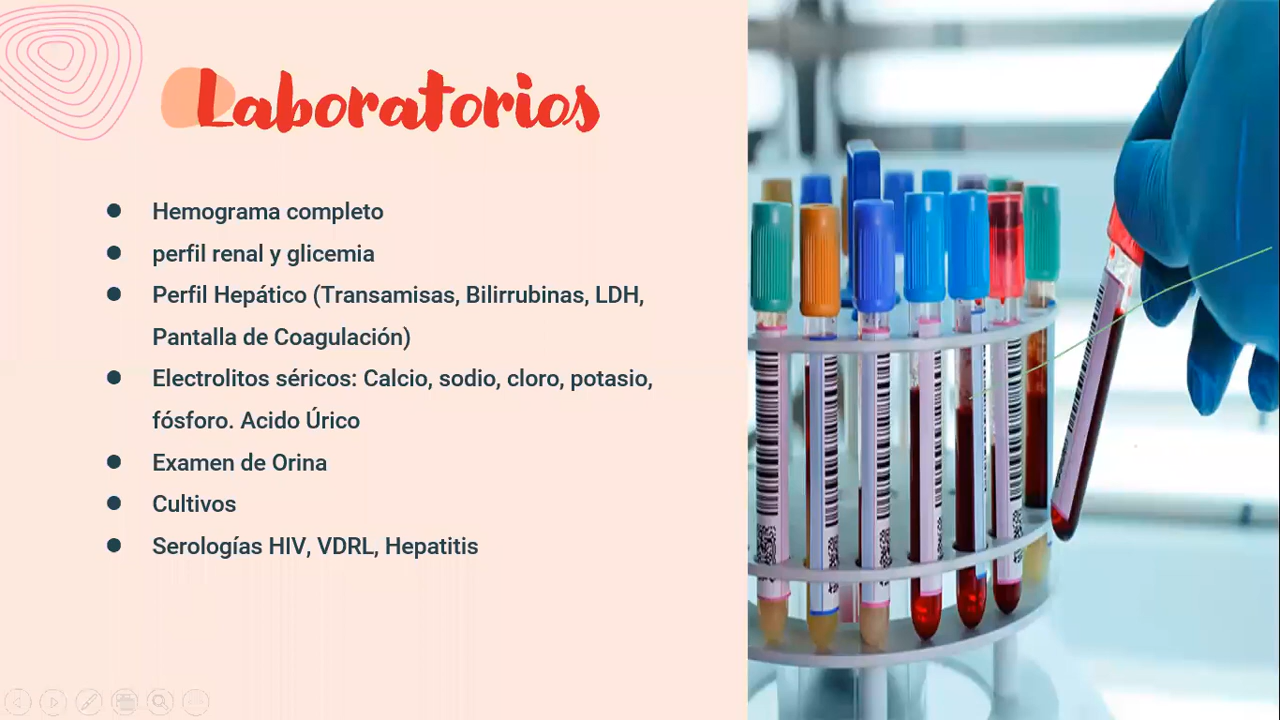 Laboratorios
Hemograma completo
perfil renal y glicemia
Perfil Hepático (Transamisas, Bilirrubinas, LDH,
Pantalla de Coagulación)
Electrolitos séricos: Calcio, sodio, cloro, potasio,
fósforo. Acido Úrico
Examen de Orina
Cultivos
Serologías HIV, VDRL, Hepatitis